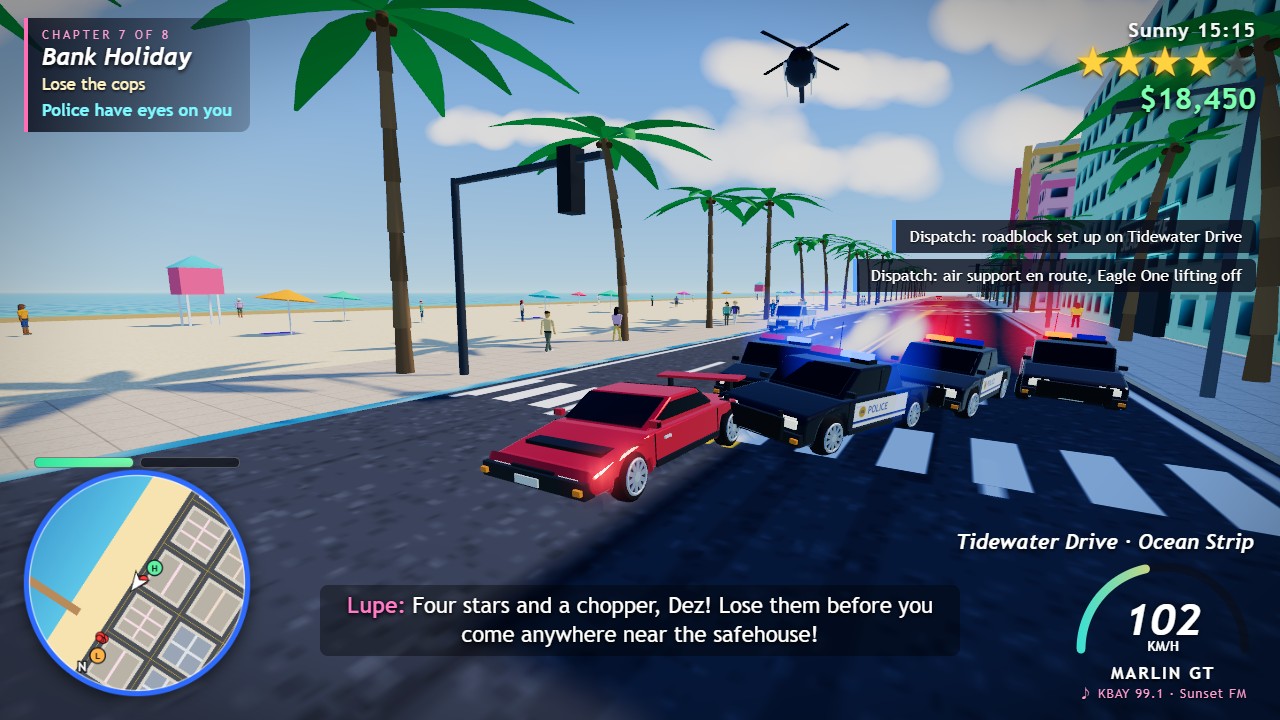 CHAPTER 7 OF 8
Bank Holiday
Lose the cops
Police have eyes on you
Sunny 15:15
$18,450
Dispatch: roadblock set up on Tidewater Drive
Dispatch: air support en route, Eagle One lifting off
POLICE
H
L
N
Tidewater Drive · Ocean Strip
102
KM/H
MARLIN GT
♪ KBAY 99.1 · Sunset FM
Lupe: Four stars and a chopper, Dez! Lose them before you
come anywhere near the safehouse!